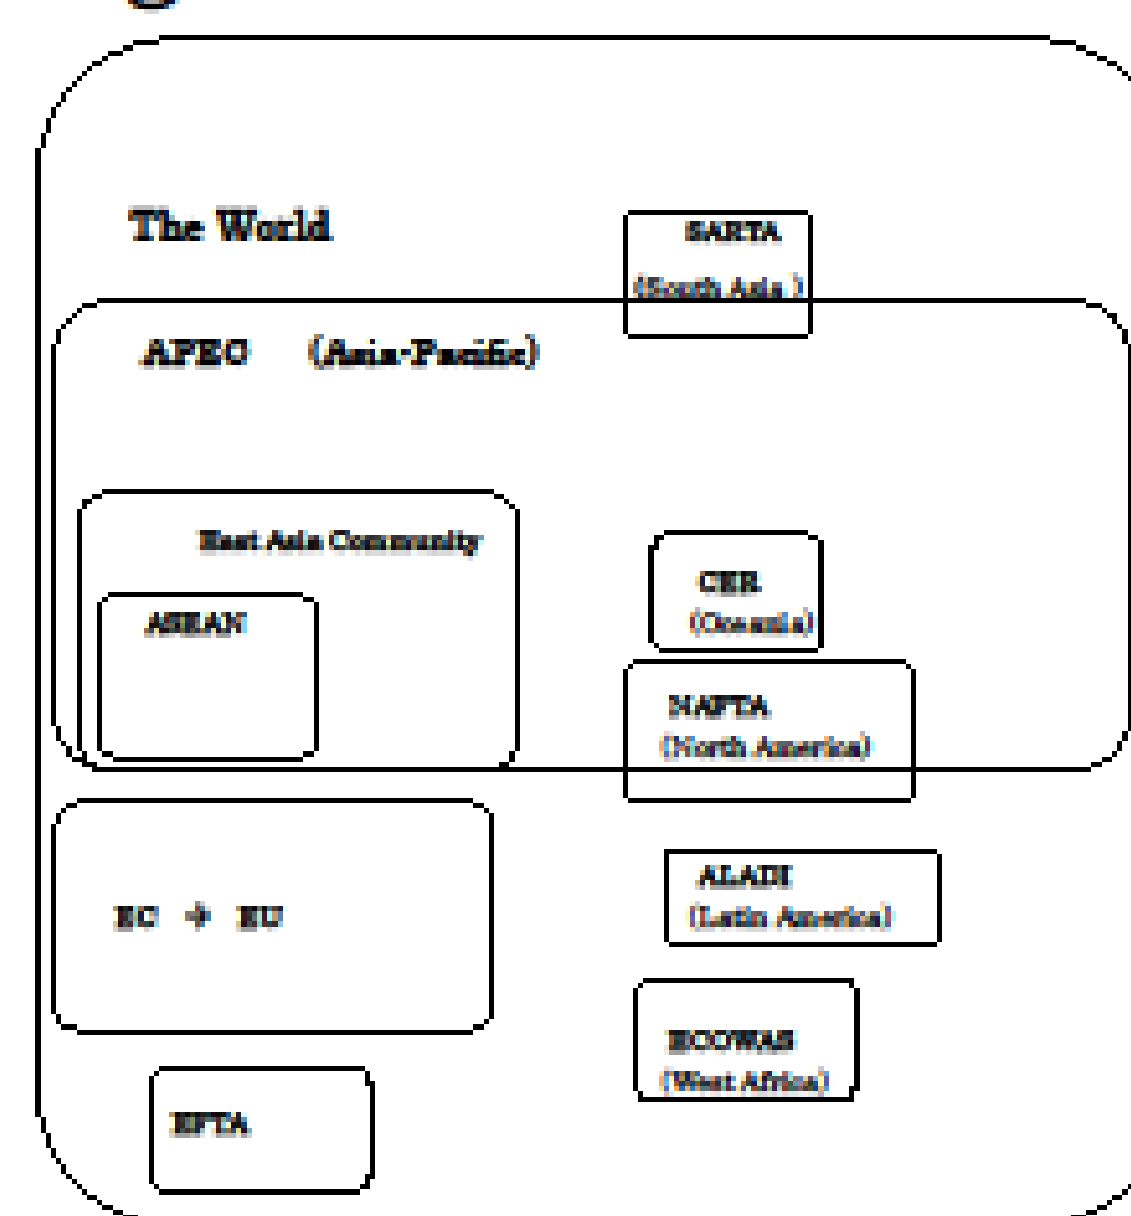 The World
SARTA
(South Asia )
APEC (Asia-Pacific)
East Asia Community
ASEAN
CER
(Oceania)
NAFTA
(North America)
EC → EU
ALADI
(Latin America)
ECOWAS
(West Africa)
EFTA